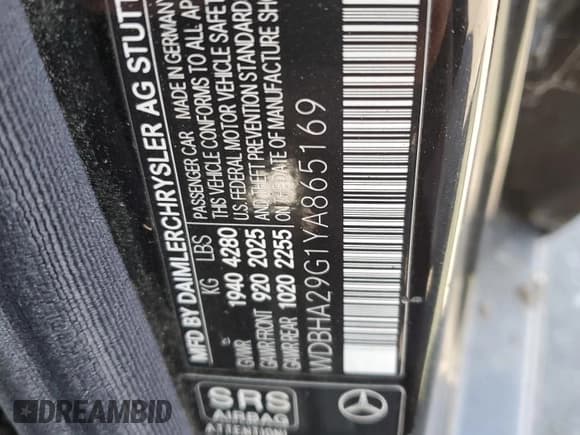 MFD BY DAIMLERCHRYSLER AG STUTT
KG LBS PASSENGER CAR MADE IN GERMANY
GVWR 1940 4280 THIS VEHICLE CONFORMS TO ALL AP
GAWR FRONT 920 2025 U.S. FEDERAL MOTOR VEHICLE SAFE
GAWR REAR 1020 2255 AND THEFT PREVENTION STANDARD
ON THE DATE OF MANUFACTURE SH
WDBHA29G1YA865169
SRS
AIRBAG
ATTENTION!
DREAMBID